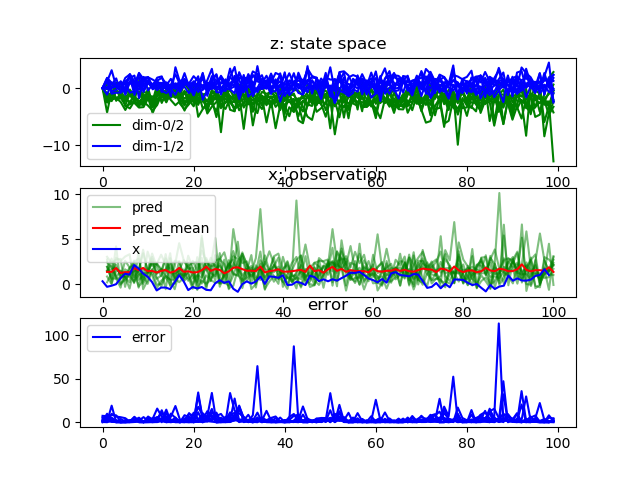 z: state space
0
−10
dim-0/2
dim-1/2
0 20 40 60 80 100
x: observation
10
5
0
pred
pred_mean
x
0 20 40 60 80 100
error
100
50
0
error
0 20 40 60 80 100